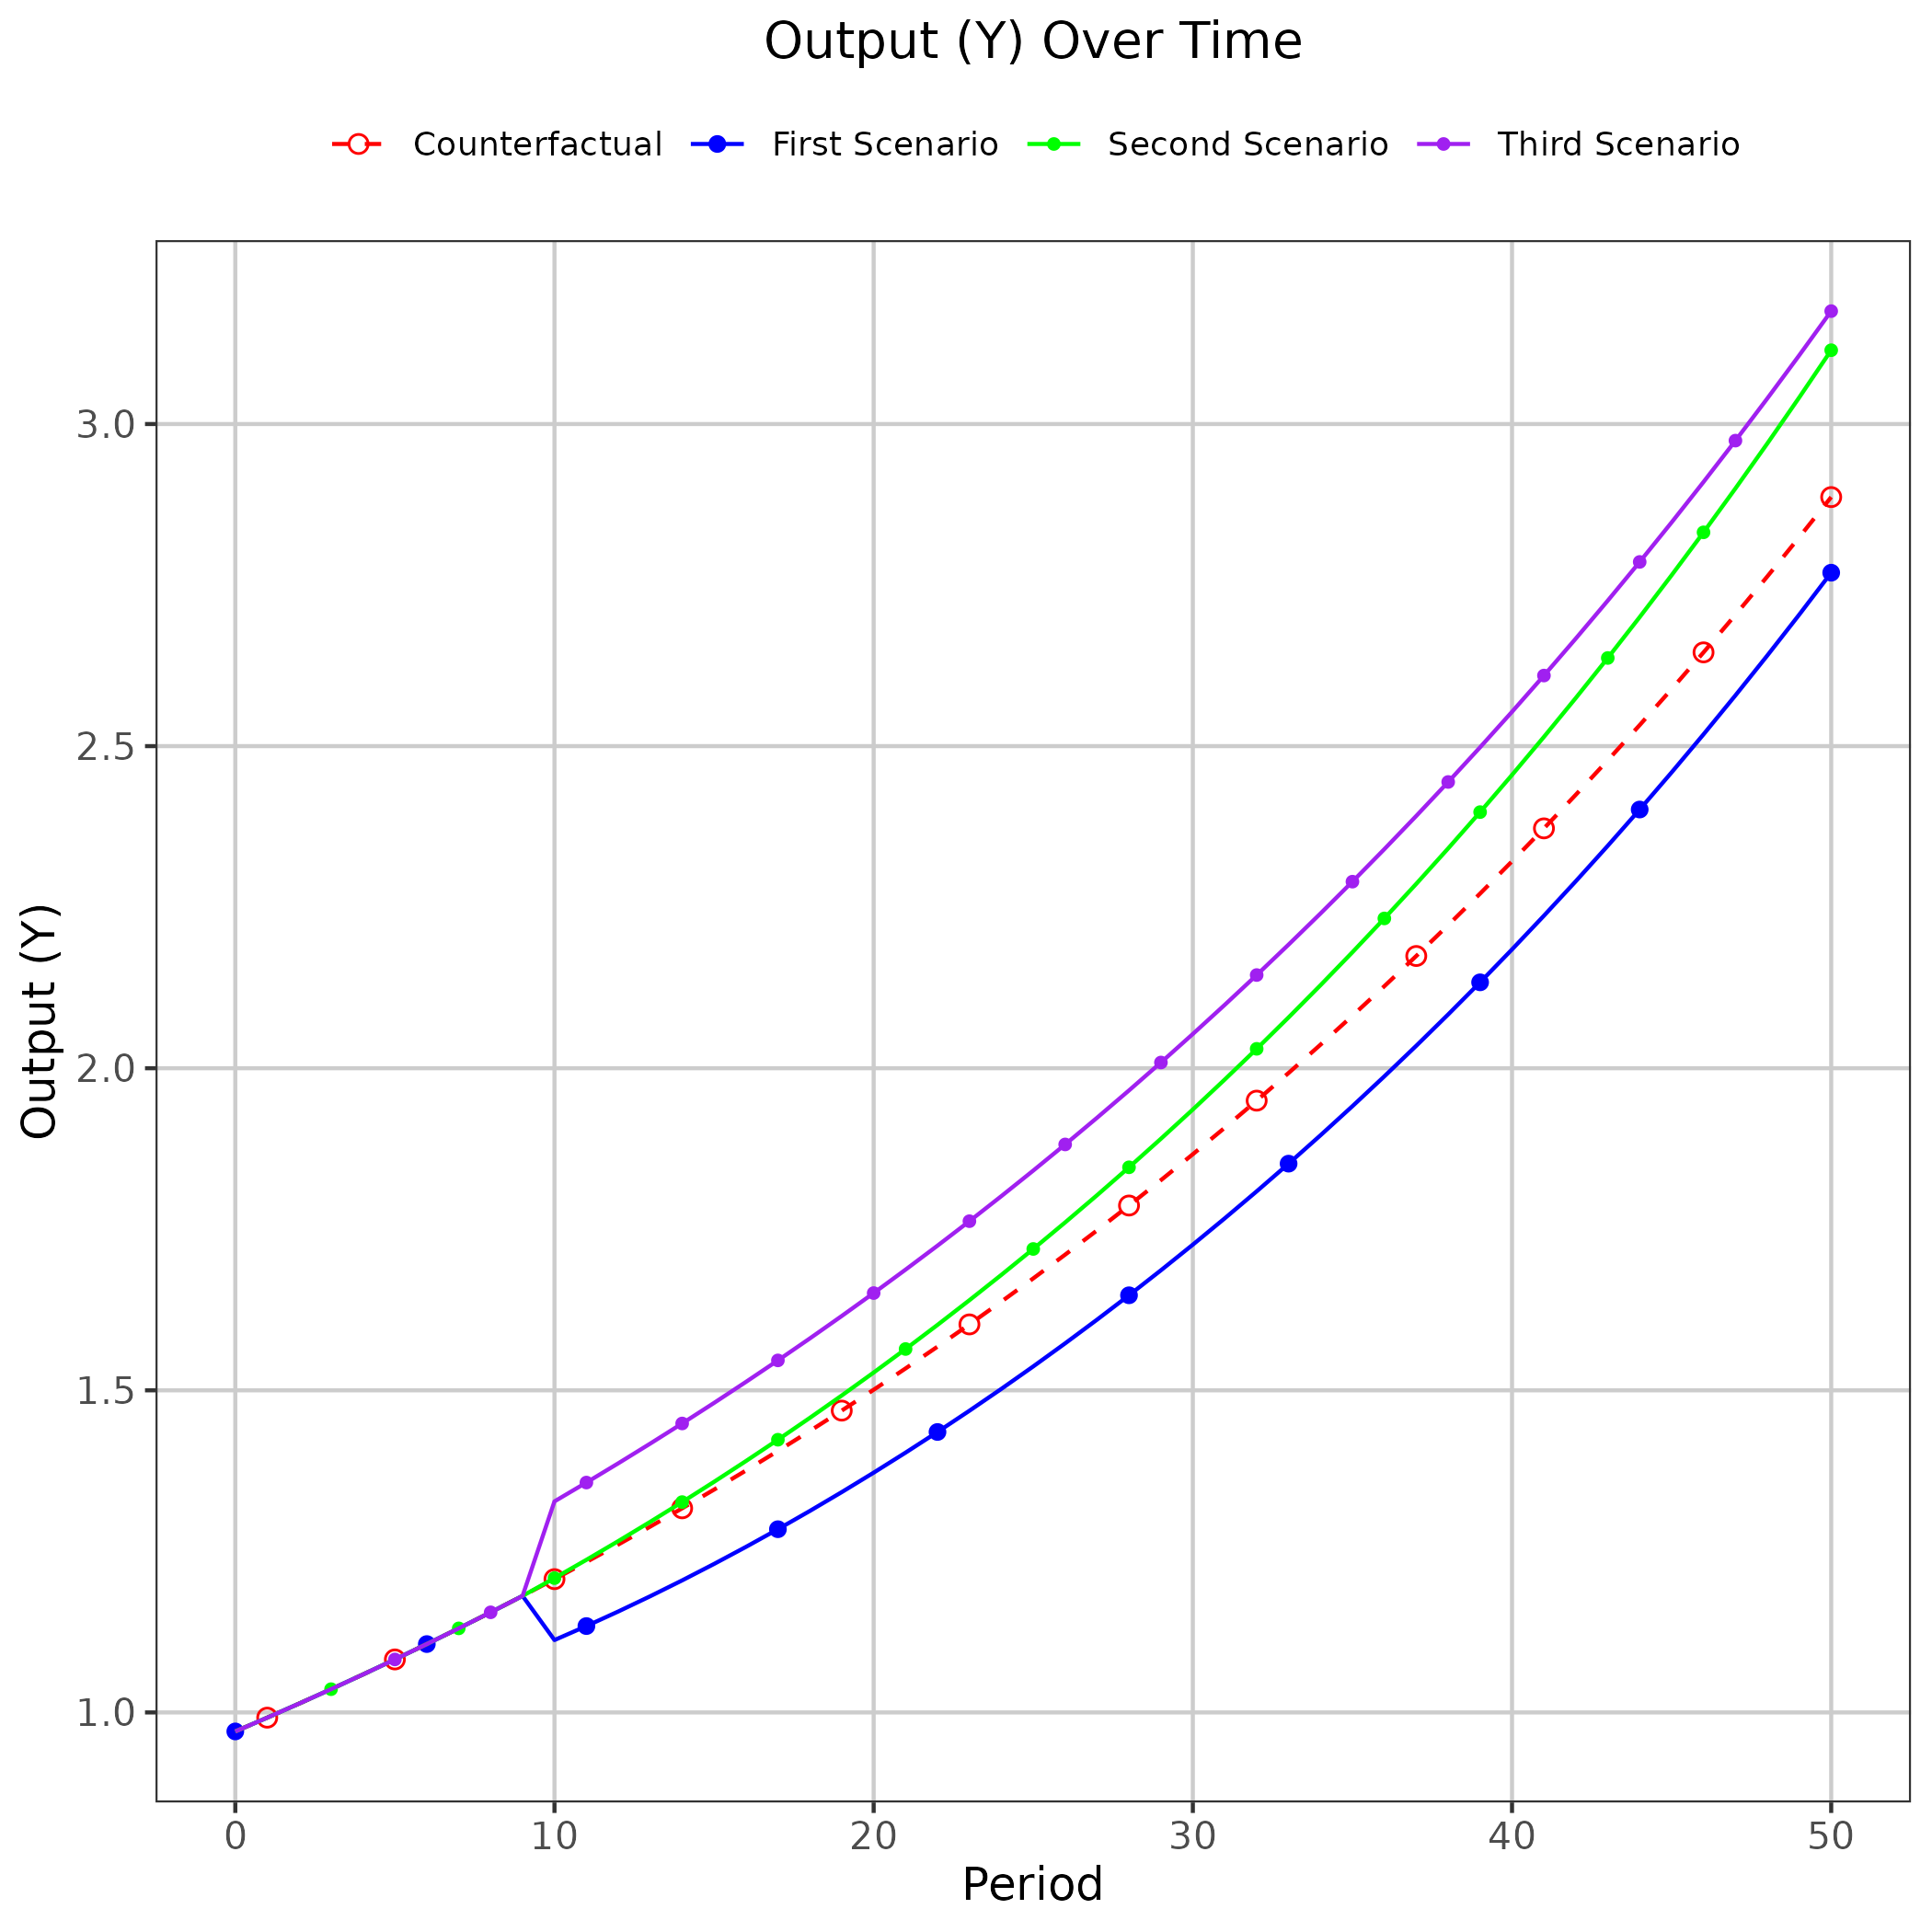 Output (Y) Over Time
Counterfactual First Scenario Second Scenario Third Scenario
Output (Y)
3.0
2.5
2.0
1.5
1.0
0 10 20 30 40 50
Period